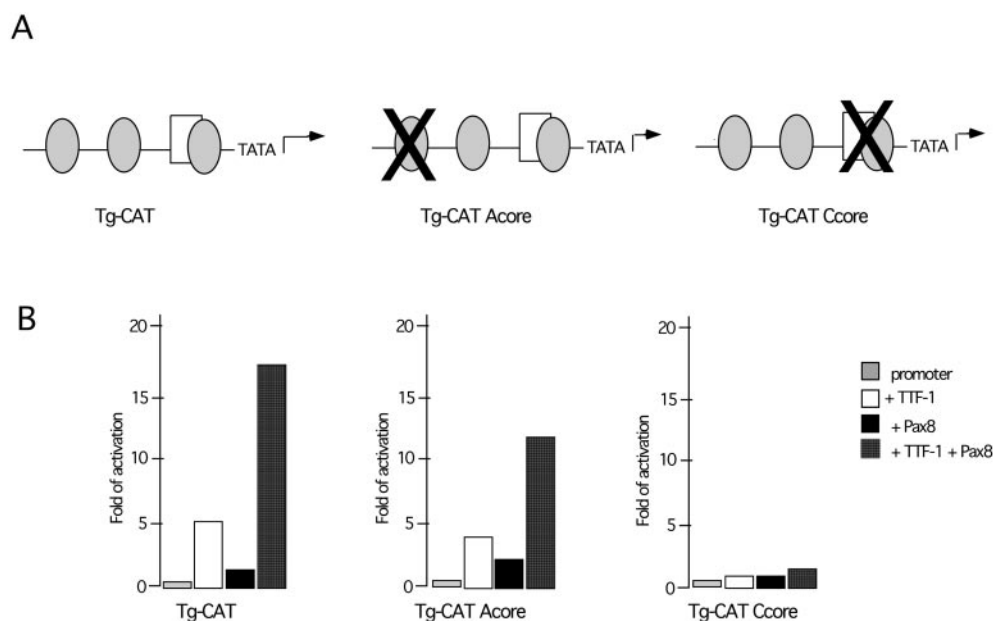 A
TATA
TATA
TATA
Tg-CAT
Tg-CAT Acore
Tg-CAT Ccore
B
Fold of activation
20
15
10
5
0
Tg-CAT
Fold of activation
20
15
10
5
0
Tg-CAT Acore
Fold of activation
20
15
10
5
0
Tg-CAT Ccore
promoter
+ TTF-1
+ Pax8
+ TTF-1 + Pax8